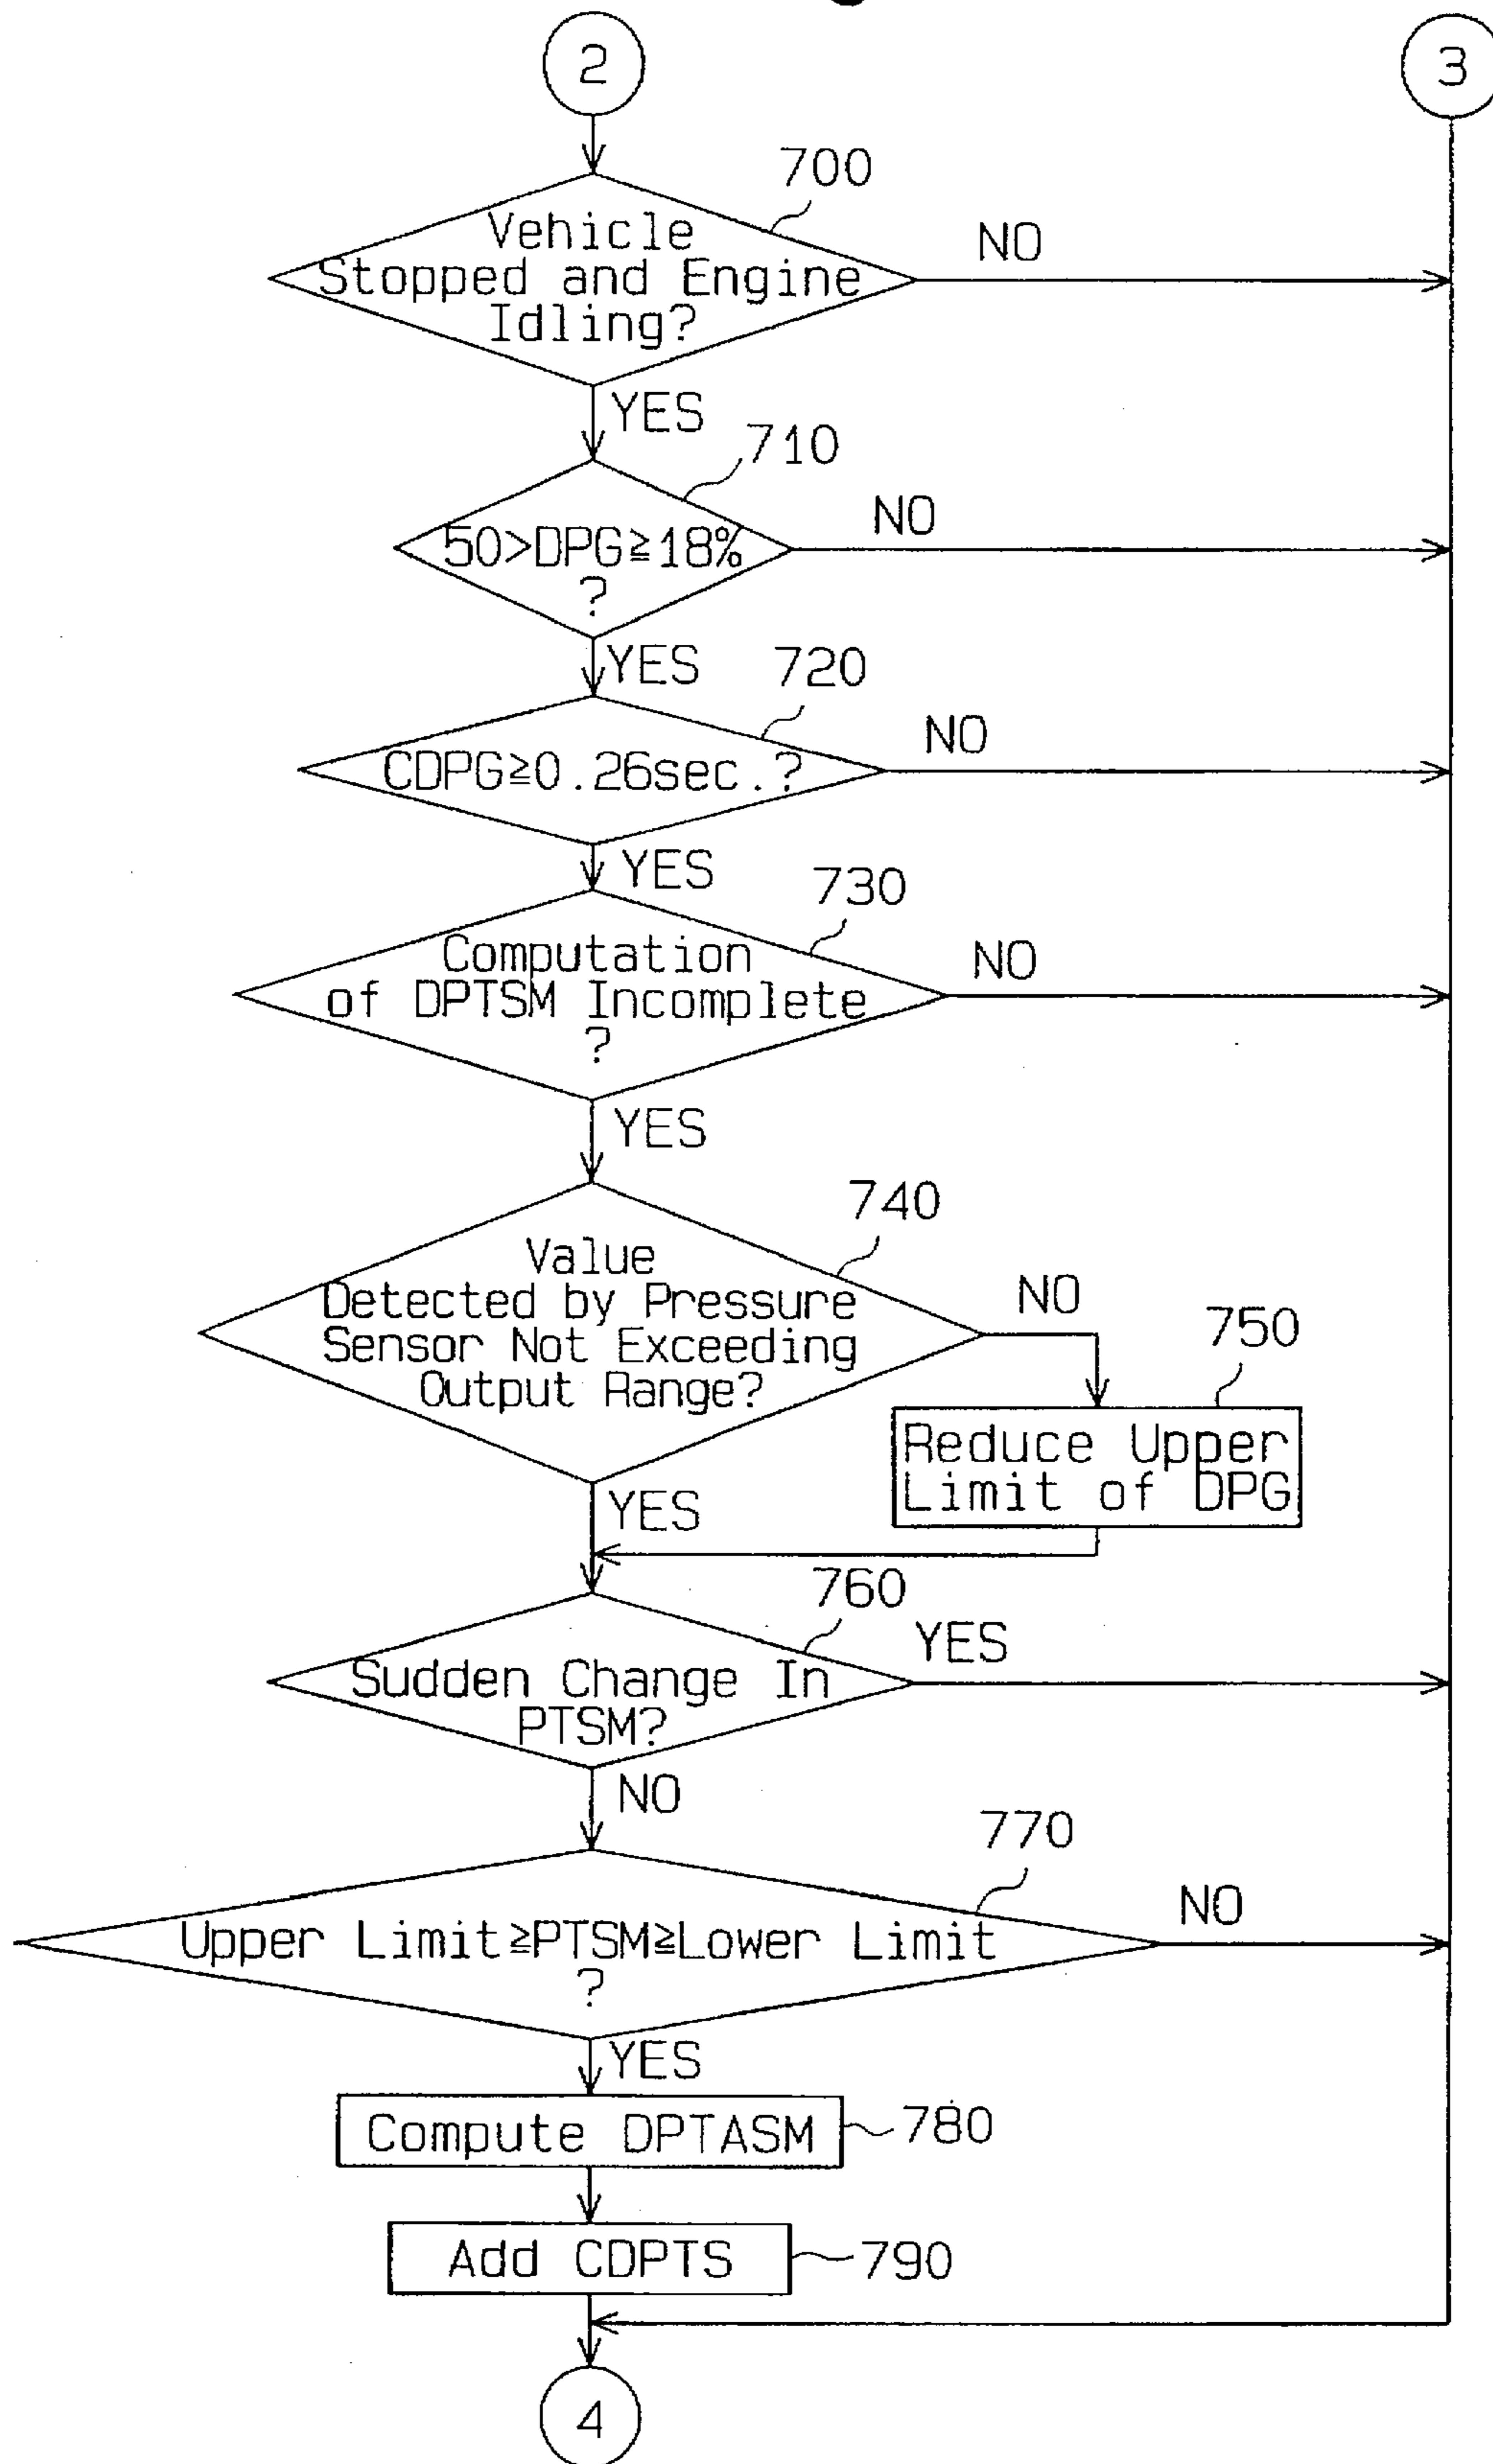 2
3
700
Vehicle
Stopped and Engine
Idling?
NO
YES
710
50>DPG≧18%
?
NO
YES
720
CDPG≧0.26sec.?
NO
YES
730
Computation
of DPTSM Incomplete
?
NO
YES
740
Value
Detected by Pressure
Sensor Not Exceeding
Output Range?
NO
750
Reduce Upper
Limit of DPG
YES
760
Sudden Change In
PTSM?
YES
NO
770
Upper Limit≧PTSM≧Lower Limit
?
NO
YES
Compute DPTASM
780
Add CDPTS
790
4